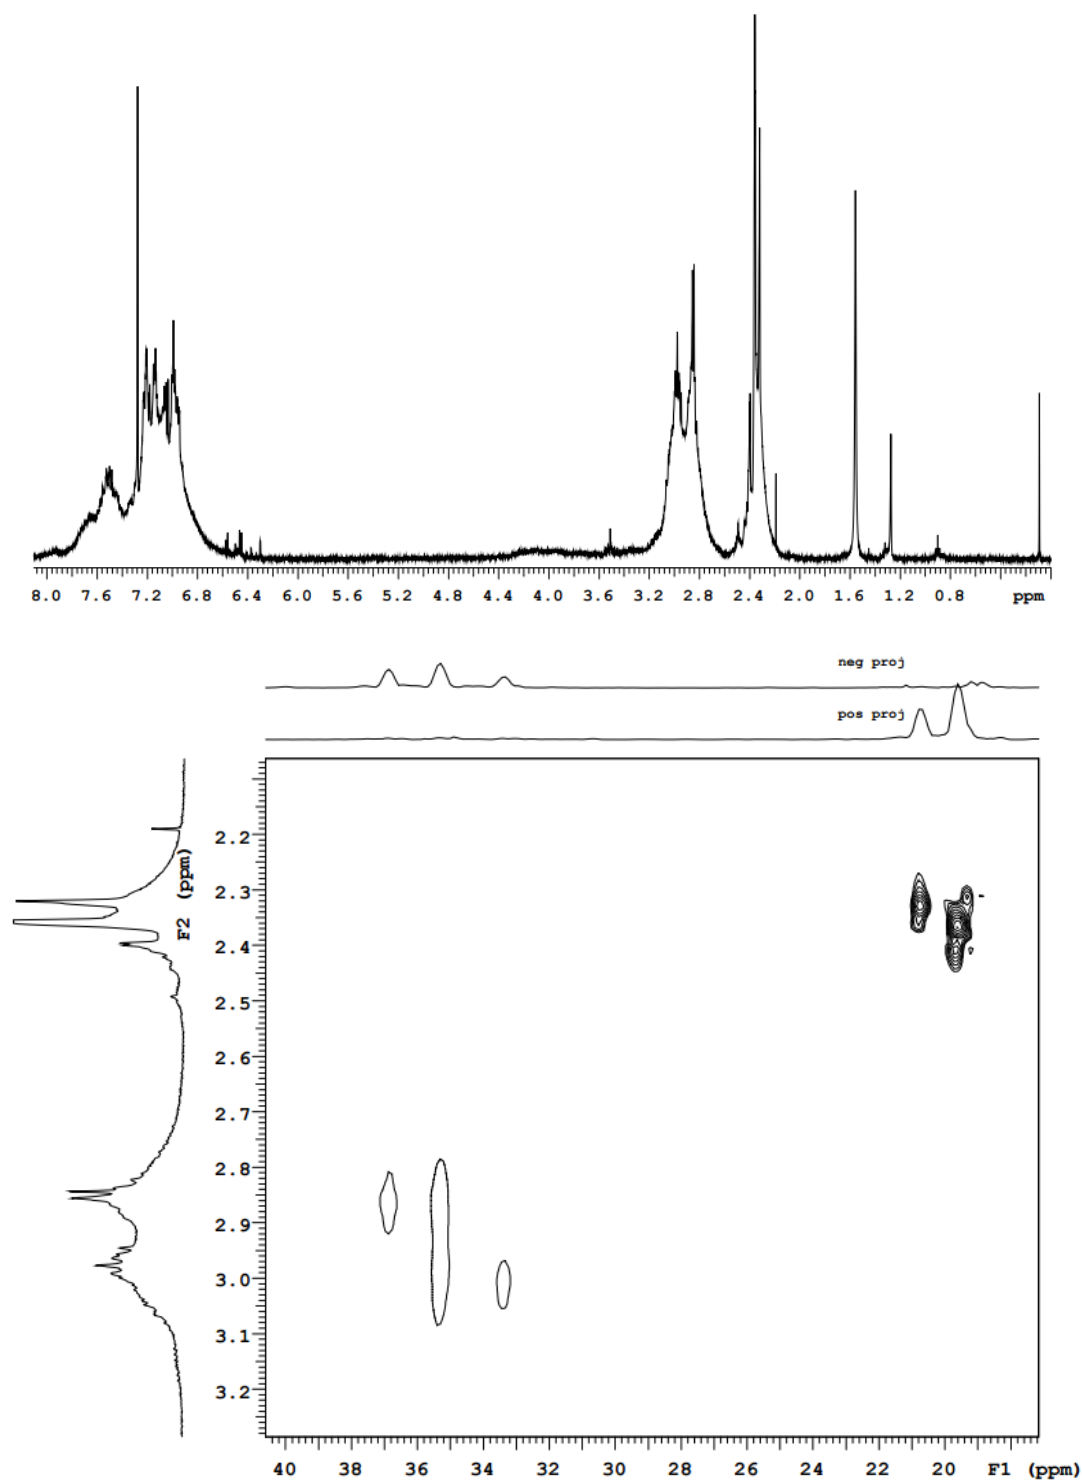 8.0 7.6 7.2 6.8 6.4 6.0 5.6 5.2 4.8 4.4 4.0 3.6 3.2 2.8 2.4 2.0 1.6 1.2 0.8 ppm
neg proj
pos proj
F2 (ppm)
2.2
2.3
2.4
2.5
2.6
2.7
2.8
2.9
3.0
3.1
3.2
40 38 36 34 32 30 28 26 24 22 20 F1 (ppm)